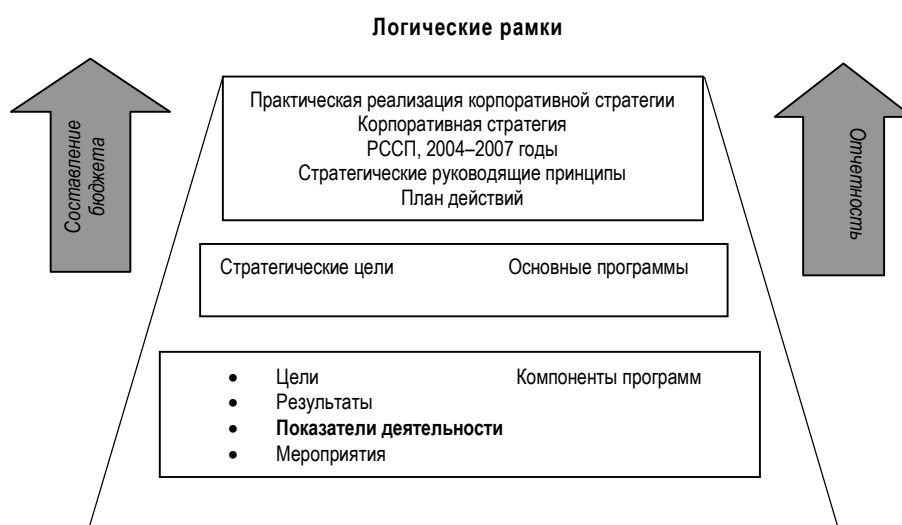 Логические рамки
Составление
бюджета
Практическая реализация корпоративной стратегии
Корпоративная стратегия
РССП, 2004–2007 годы
Стратегические руководящие принципы
План действий
Отчетность
Стратегические цели Основные программы
• Цели Компоненты программ
• Результаты
• Показатели деятельности
• Мероприятия